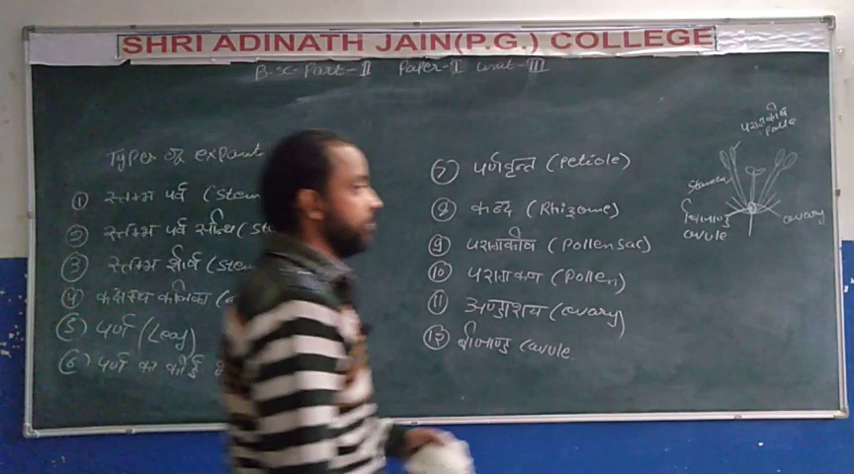 SHRI ADINATH JAIN(P.G.) COLLEGE
B.SC. Part-II Paper-I Unit-III
Types of explant
① स्तम्भ पर्व (Stem
② स्तम्भ पर्व सन्धि (St
③ स्तम्भ शीर्ष (Stem
④ कक्षस्थ कलिका (
⑤ पर्ण (Leaf)
⑥ पर्ण का कोई
⑦ पर्णवृन्त (Petiole)
⑧ कन्द (Rhizome)
⑨ परागकोष (Pollensac)
⑩ परागकण (Pollen)
⑪ अण्डाशय (ovary)
⑫ बीजाण्ड (ovule
परागकोष
Stamen
बीजाण्ड
ovule
ovary